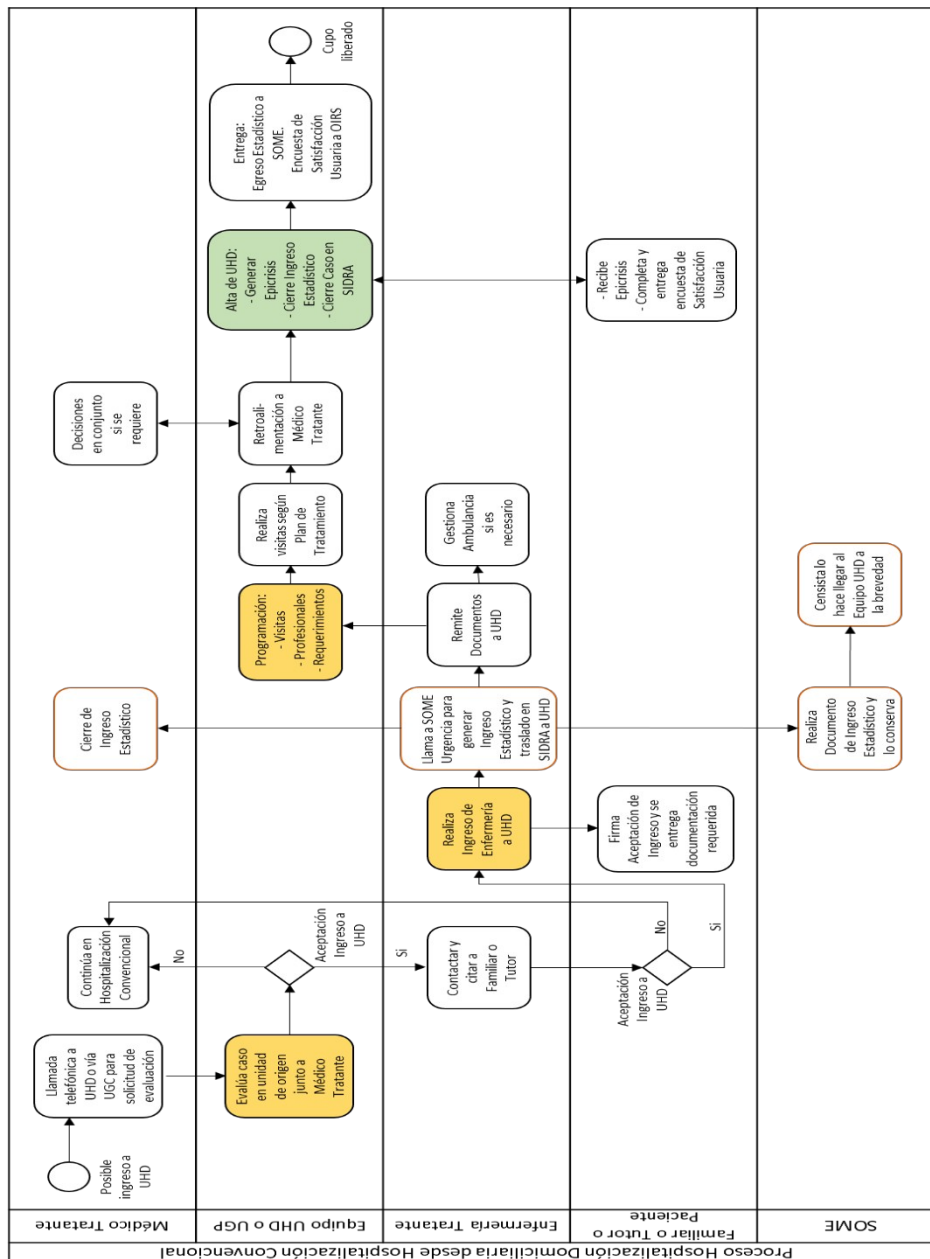 Proceso Hospitalización Domiciliaria desde Hospitalización Convencional
Médico Tratante
Posible
ingreso a
UHD
Llamada
telefónica a
UHD o vía
UGC para
solicitud de
evaluación
Continúa en
Hospitalización
Convencional
Cierre de
Ingreso
Estadístico
Decisiones
en conjunto
si se
requiere
Equipo UHD o UGP
Evalúa caso
en unidad
de origen
junto a
Médico
Tratante
No
Aceptación
Ingreso a
UHD
Si
Programación:
- Visitas
- Profesionales
- Requerimientos
Realiza
visitas según
Plan de
Tratamiento
Retroali-
mentación a
Médico
Tratante
Alta de UHD:
- Generar
Epicrisis
- Cierre Ingreso
Estadístico
- Cierre Caso en
SIDRA
Entrega:
Egreso Estadístico a
SOME.
Encuesta de
Satisfacción
Usuaria a OIRS
Cupo
liberado
Enfermería Tratante
Contactar y
citar a
Familiar o
Tutor
Realiza
Ingreso de
Enfermería
a UHD
Llama a SOME
Urgencia para
generar
Ingreso
Estadístico y
traslado en
SIDRA a UHD
Remite
Documentos
a UHD
Gestiona
Ambulancia
si es
necesario
Familiar o Tutor o
Paciente
Aceptación
Ingreso a
UHD
No
Si
Firma
Aceptación de
Ingreso y se
entrega
documentación
requerida
- Recibe
Epicrisis
- Completa y
entrega
encuesta de
Satisfacción
Usuaria
SOME
Realiza
Documento
de Ingreso
Estadístico y
lo conserva
Censista lo
hace llegar al
Equipo UHD a
la brevedad